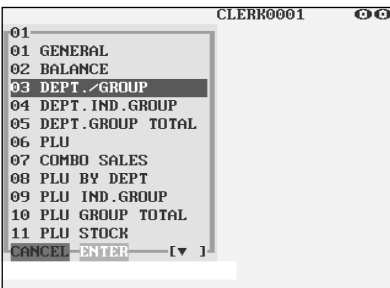 CLERK0001 00
01
01 GENERAL
02 BALANCE
03 DEPT./GROUP
04 DEPT.IND.GROUP
05 DEPT.GROUP TOTAL
06 PLU
07 COMBO SALES
08 PLU BY DEPT
09 PLU IND.GROUP
10 PLU GROUP TOTAL
11 PLU STOCK
CANCEL ENTER [▼ ]